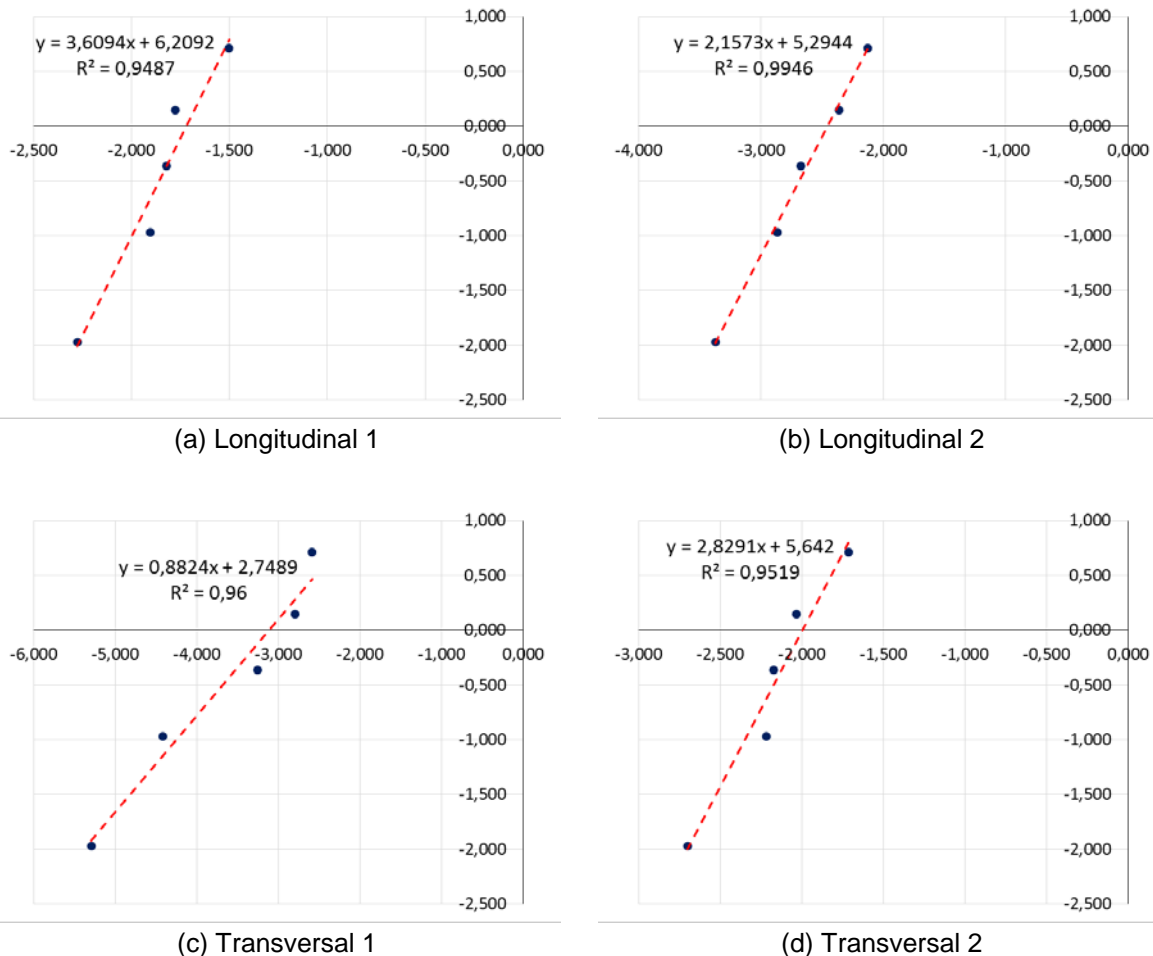 1,000
y = 3,6094x + 6,2092
R² = 0,9487
0,500
0,000
-2,500 -2,000 -1,500 -1,000 -0,500 0,000
-0,500
-1,000
-1,500
-2,000
-2,500
(a) Longitudinal 1
1,000
y = 2,1573x + 5,2944
R² = 0,9946
0,500
0,000
-4,000 -3,000 -2,000 -1,000 0,000
-0,500
-1,000
-1,500
-2,000
-2,500
(b) Longitudinal 2
1,000
y = 0,8824x + 2,7489
R² = 0,96
0,500
0,000
-6,000 -5,000 -4,000 -3,000 -2,000 -1,000 0,000
-0,500
-1,000
-1,500
-2,000
-2,500
(c) Transversal 1
1,000
y = 2,8291x + 5,642
R² = 0,9519
0,500
0,000
-3,000 -2,500 -2,000 -1,500 -1,000 -0,500 0,000
-0,500
-1,000
-1,500
-2,000
-2,500
(d) Transversal 2